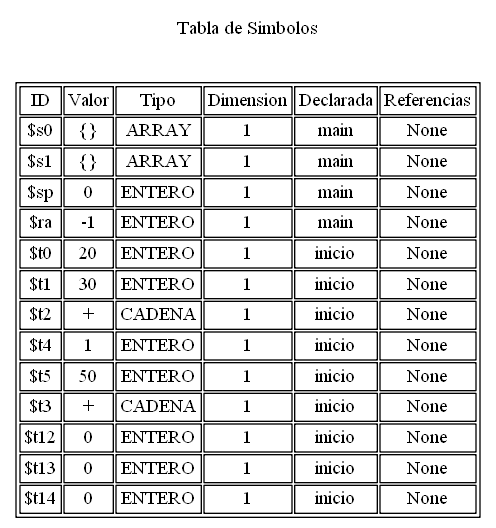 Tabla de Simbolos
ID Valor Tipo Dimension Declarada Referencias
$s0 {} ARRAY 1 main None
$s1 {} ARRAY 1 main None
$sp 0 ENTERO 1 main None
$ra -1 ENTERO 1 main None
$t0 20 ENTERO 1 inicio None
$t1 30 ENTERO 1 inicio None
$t2 + CADENA 1 inicio None
$t4 1 ENTERO 1 inicio None
$t5 50 ENTERO 1 inicio None
$t3 + CADENA 1 inicio None
$t12 0 ENTERO 1 inicio None
$t13 0 ENTERO 1 inicio None
$t14 0 ENTERO 1 inicio None